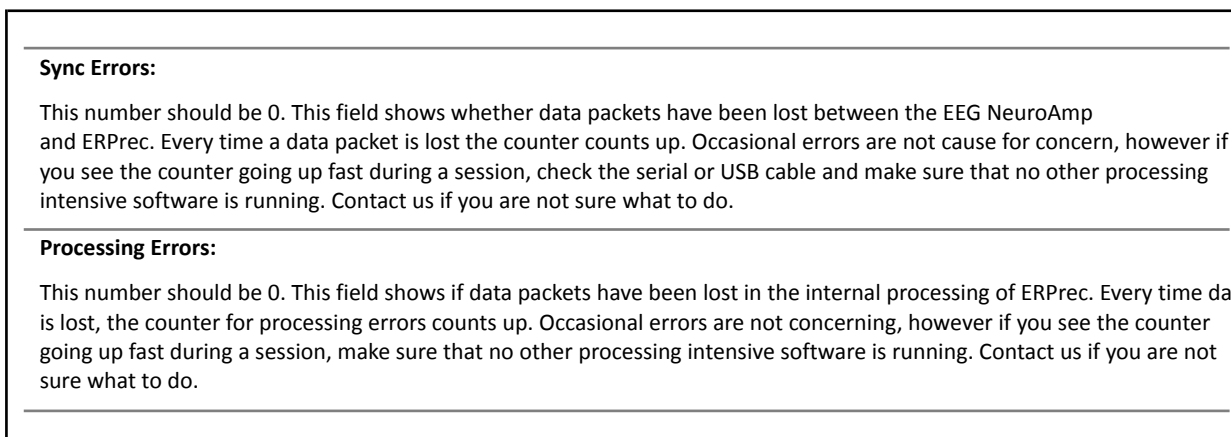 Sync Errors:
This number should be 0. This field shows whether data packets have been lost between the EEG NeuroAmp
and ERPrec. Every time a data packet is lost the counter counts up. Occasional errors are not cause for concern, however if
you see the counter going up fast during a session, check the serial or USB cable and make sure that no other processing
intensive software is running. Contact us if you are not sure what to do.
Processing Errors:
This number should be 0. This field shows if data packets have been lost in the internal processing of ERPrec. Every time
is lost, the counter for processing errors counts up. Occasional errors are not concerning, however if you see the counter
going up fast during a session, make sure that no other processing intensive software is running. Contact us if you are not
sure what to do.